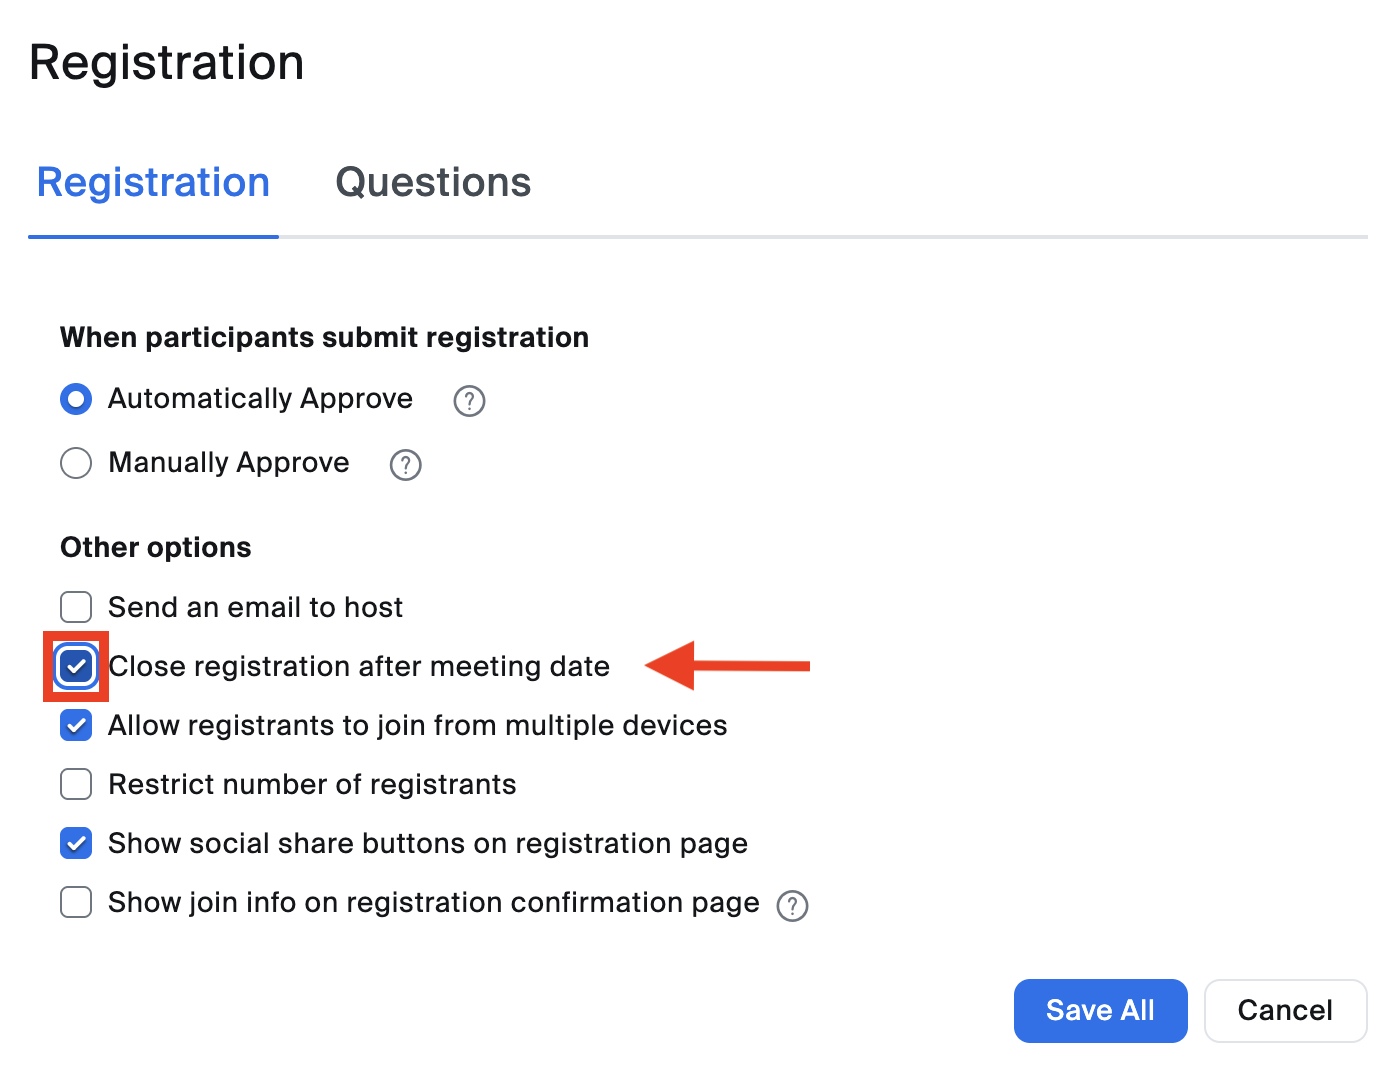 Registration
Registration Questions
When participants submit registration
Automatically Approve ?
Manually Approve ?
Other options
Send an email to host
Close registration after meeting date
Allow registrants to join from multiple devices
Restrict number of registrants
Show social share buttons on registration page
Show join info on registration confirmation page ?
Save All Cancel